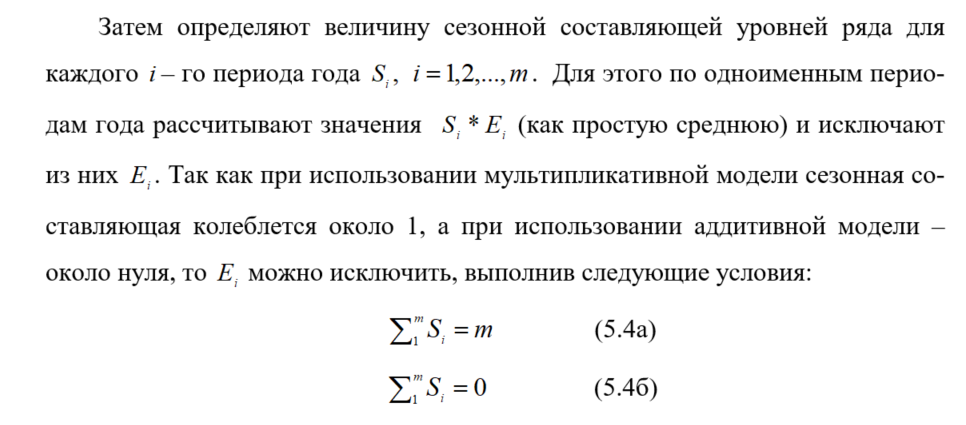 Затем определяют величину сезонной составляющей уровней ряда для
каждого i – го периода года S_i, i = 1,2,...,m. Для этого по одноименным перио-
дам года рассчитывают значения S_i * E_i (как простую среднюю) и исключают
из них E_i. Так как при использовании мультипликативной модели сезонная со-
ставляющая колеблется около 1, а при использовании аддитивной модели –
около нуля, то E_i можно исключить, выполнив следующие условия:
∑_1^m S_i = m (5.4а)
∑_1^m S_i = 0 (5.4б)